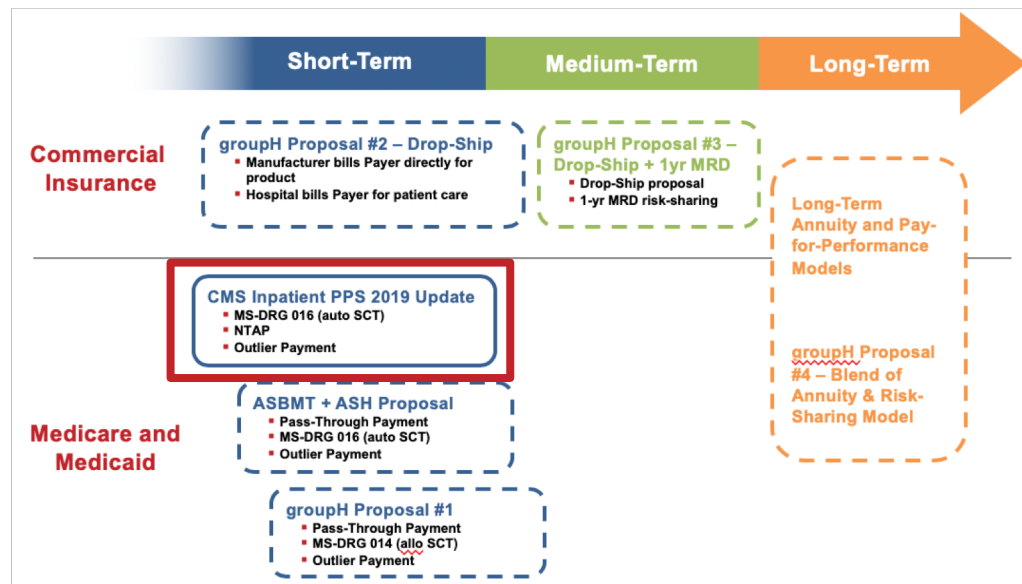 Short-Term
Medium-Term
Long-Term
Commercial
Insurance
groupH Proposal #2 – Drop-Ship
Manufacturer bills Payer directly for
product
Hospital bills Payer for patient care
groupH Proposal #3 –
Drop-Ship + 1yr MRD
Drop-Ship proposal
1-yr MRD risk-sharing
Long-Term
Annuity and Pay-
for-Performance
Models
groupH Proposal
#4 – Blend of
Annuity & Risk-
Sharing Model
Medicare and
Medicaid
CMS Inpatient PPS 2019 Update
MS-DRG 016 (auto SCT)
NTAP
Outlier Payment
ASBMT + ASH Proposal
Pass-Through Payment
MS-DRG 016 (auto SCT)
Outlier Payment
groupH Proposal #1
Pass-Through Payment
MS-DRG 014 (allo SCT)
Outlier Payment